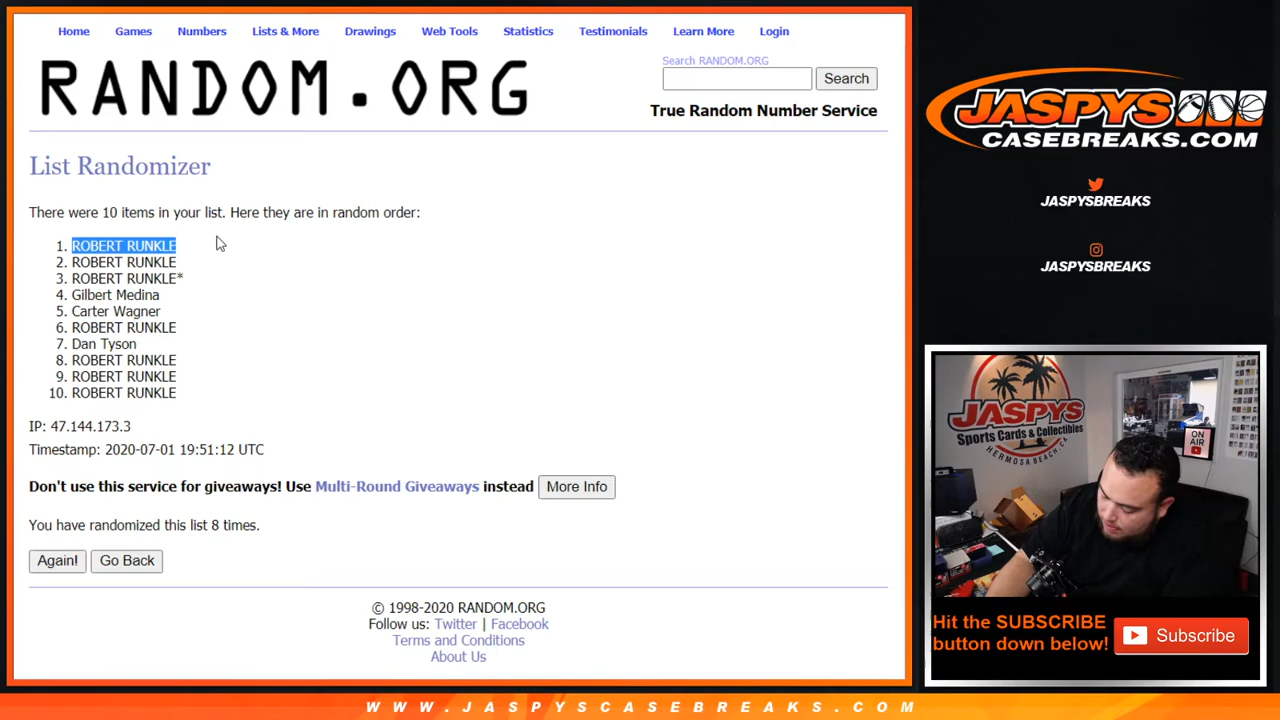 Home Games Numbers Lists & More Drawings Web Tools Statistics Testimonials Learn More Login
RANDOM.ORG
Search RANDOM.ORG
Search
True Random Number Service
List Randomizer
There were 10 items in your list. Here they are in random order:
1. ROBERT RUNKLE
2. ROBERT RUNKLE
3. ROBERT RUNKLE*
4. Gilbert Medina
5. Carter Wagner
6. ROBERT RUNKLE
7. Dan Tyson
8. ROBERT RUNKLE
9. ROBERT RUNKLE
10. ROBERT RUNKLE
IP: 47.144.173.3
Timestamp: 2020-07-01 19:51:12 UTC
Don't use this service for giveaways! Use Multi-Round Giveaways instead More Info
You have randomized this list 8 times.
Again! Go Back
© 1998-2020 RANDOM.ORG
Follow us: Twitter | Facebook
Terms and Conditions
About Us
JASPYS
CASEBREAKS.COM
JASPYSBREAKS
JASPYSBREAKS
JASPYS
Sports Cards & Collectibles
HERMOSA BEACH, CA
ON
AIR
Hit the SUBSCRIBE
button down below!
Subscribe
WWW.JASPYSCASEBREAKS.COM